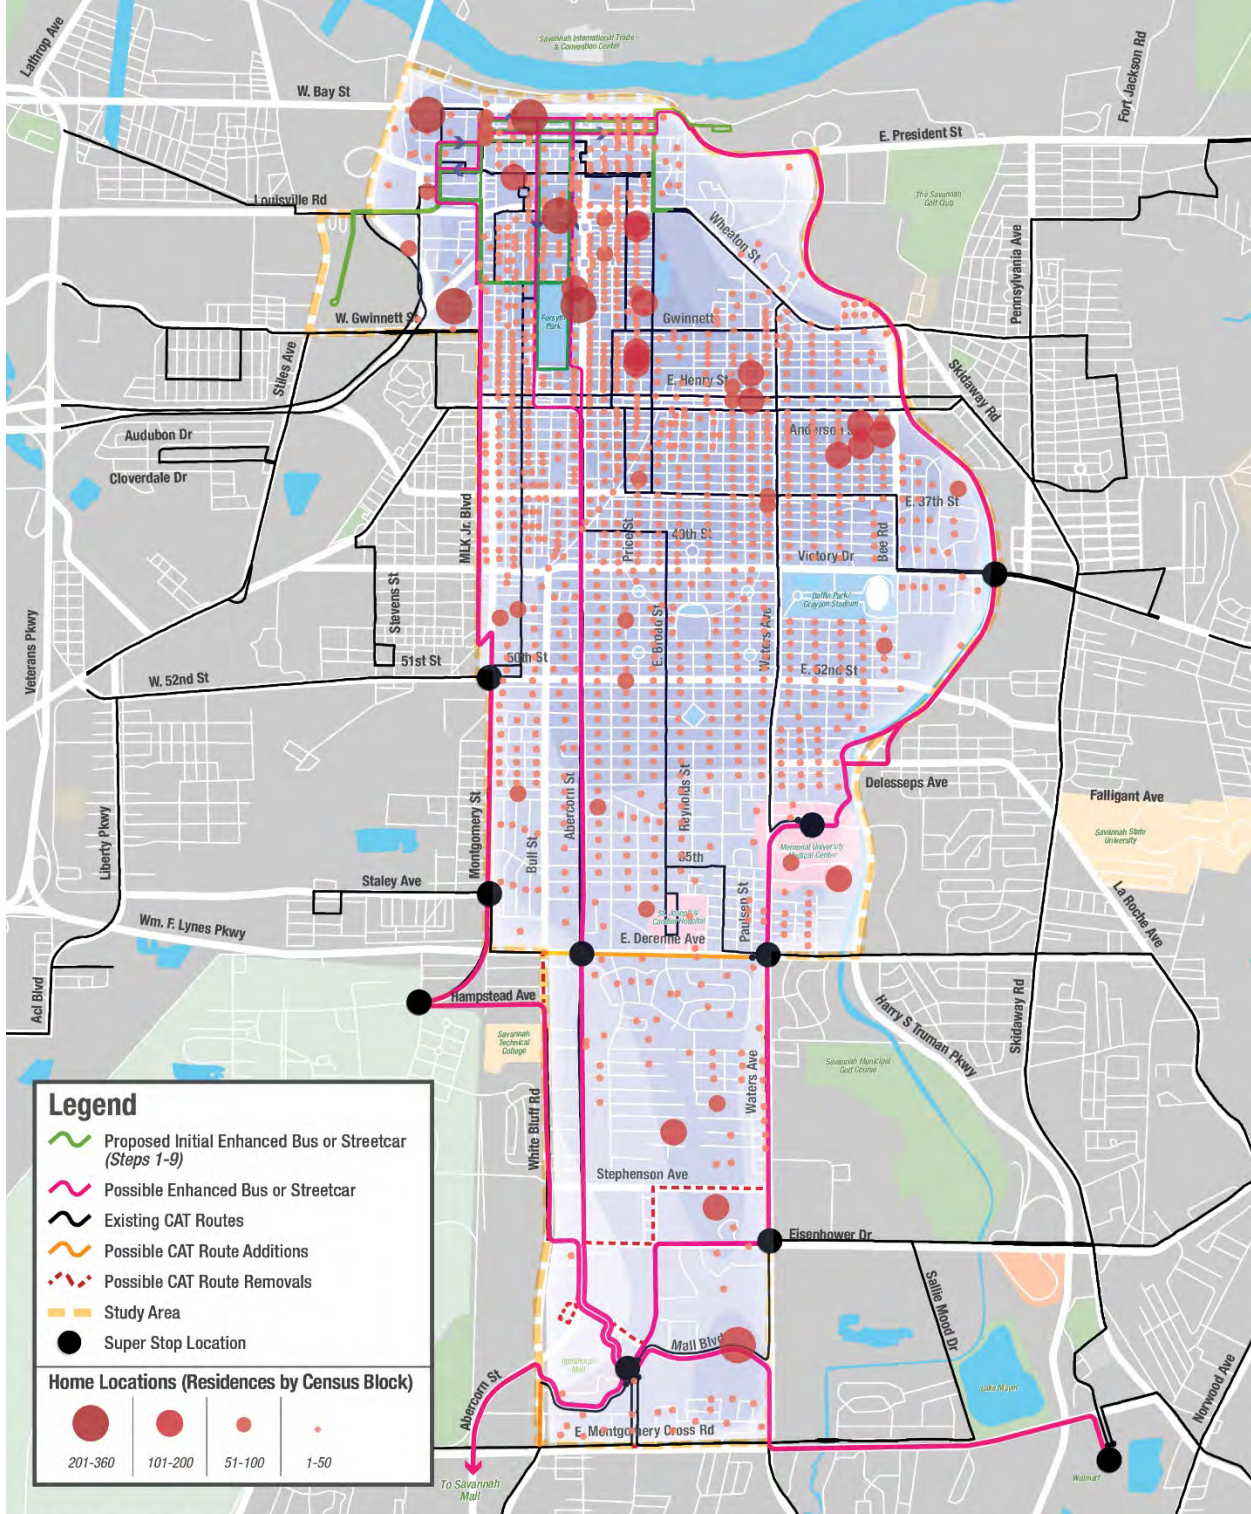 Savannah International Trade
& Convention Center
Lathrop Ave
Fort Jackson Rd
W. Bay St
E. President St
Louisville Rd
The Savannah
Golf Club
Wheaton St
Pennsylvania Ave
W. Gwinnett St
Forsyth
Park
Gwinnett
Stiles Ave
E. Henry St
Skidaway Rd
Audubon Dr
Anderson
Cloverdale Dr
E. 37th St
MLK Jr. Blvd
Price St
Bee Rd
Victory Dr
Stevens St
Daffin Park/
Grayson Stadium
Veterans Pkwy
E. Broad St
Waters Ave
51st St
50th St
E. 52nd St
W. 52nd St
Delesseps Ave
Falligant Ave
Liberty Pkwy
Montgomery St
Bull St
Abercorn St
Reynolds St
Savannah State
University
Memorial University
Medical Center
Staley Ave
Paulsen St
La Roche Ave
Wm. F. Lynes Pkwy
St. Joseph's/
Candler Hospital
E. Derenne Ave
Acl Blvd
Hampstead Ave
Harry S Truman Pkwy
Skidaway Rd
Savannah
Technical
College
Waters Ave
Savannah Municipal
Golf Course
White Bluff Rd
Stephenson Ave
Eisenhower Dr
Sallie Mood Dr
Mall Blvd
Mall
Abercorn St
Lake Mayer
Norwood Ave
E. Montgomery Cross Rd
Walmart
To Savannah
Mall
Legend
Proposed Initial Enhanced Bus or Streetcar
(Steps 1-9)
Possible Enhanced Bus or Streetcar
Existing CAT Routes
Possible CAT Route Additions
Possible CAT Route Removals
Study Area
Super Stop Location
Home Locations (Residences by Census Block)
201-360
101-200
51-100
1-50